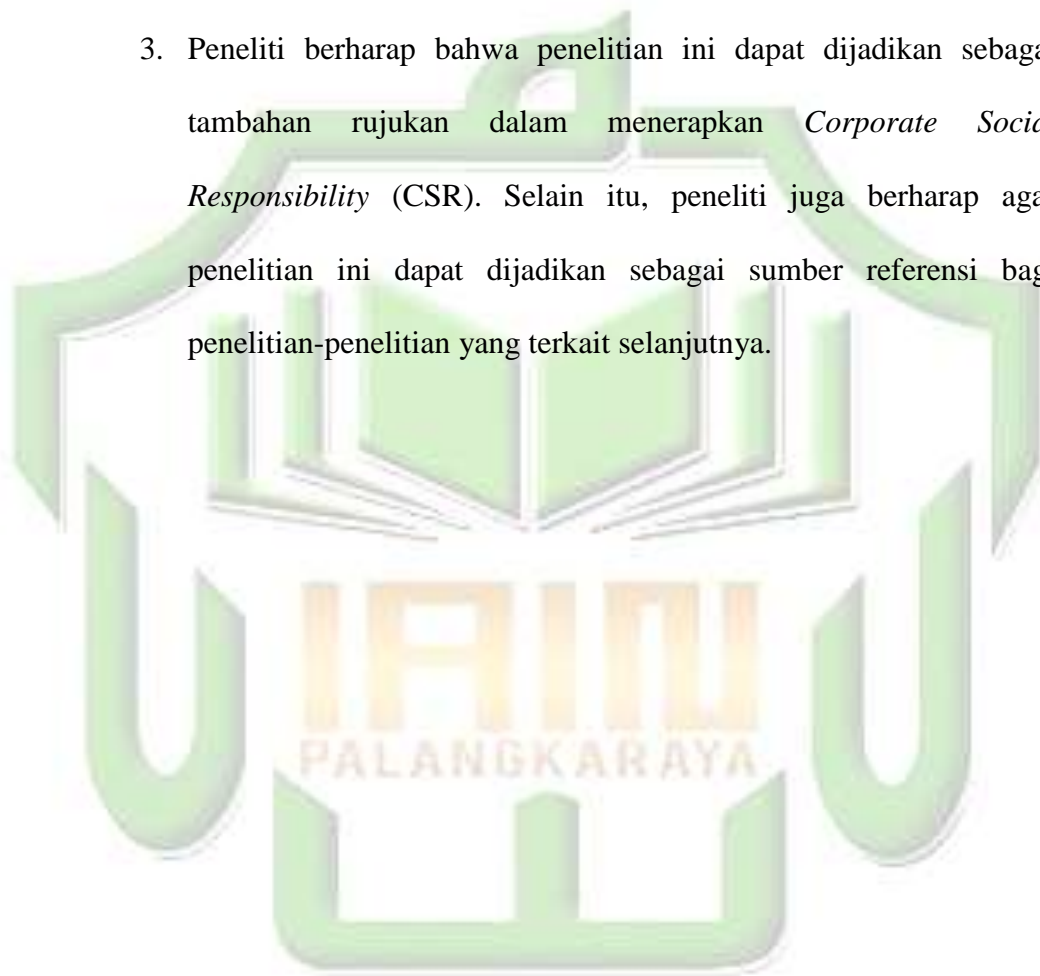 3. Peneliti berharap bahwa penelitian ini dapat dijadikan sebaga
tambahan rujukan dalam menerapkan Corporate Socia
Responsibility (CSR). Selain itu, peneliti juga berharap aga
penelitian ini dapat dijadikan sebagai sumber referensi bag
penelitian-penelitian yang terkait selanjutnya.
IAIN
PALANGKARAYA